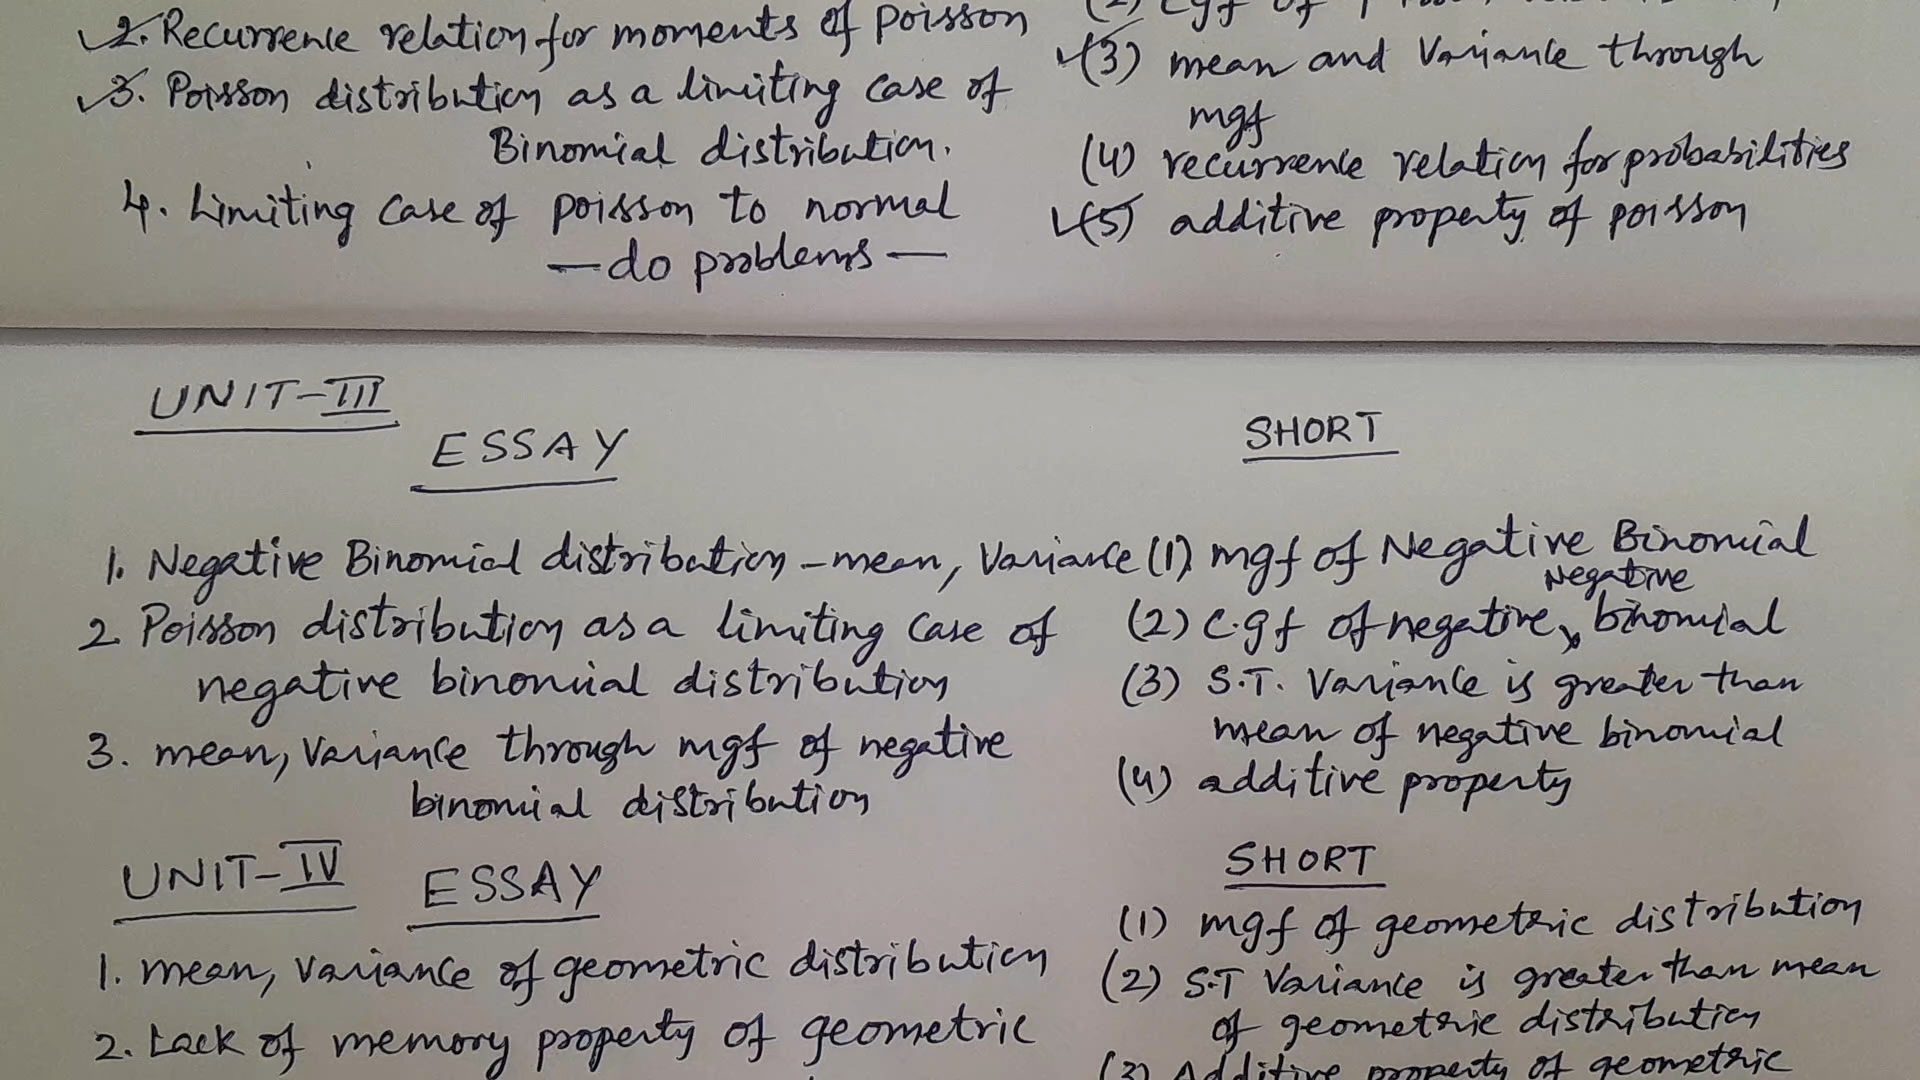 2. Recurrence relation for moments of Poisson
3. Poisson distribution as a limiting case of
Binomial distribution.
4. Limiting case of poisson to normal
— do problems —
(3) mean and Variance through
mgf
(4) recurrence relation for probabilities
(5) additive property of poisson
UNIT-III
ESSAY
1. Negative Binomial distribution - mean, Variance
2 Poisson distribution as a limiting case of
negative binomial distribution
3. mean, Variance through mgf of negative
binomial distribution
SHORT
(1) mgf of Negative Binomial
Negative
(2) C.g.f of negative binomial
(3) S.T. Variance is greater than
mean of negative binomial
(4) additive property
UNIT-IV
ESSAY
1. mean, Variance of geometric distribution
2. Lack of memory property of geometric
SHORT
(1) mgf of geometric distribution
(2) S.T Variance is greater than mean
of geometric distribution
(3) Additive property of geometric